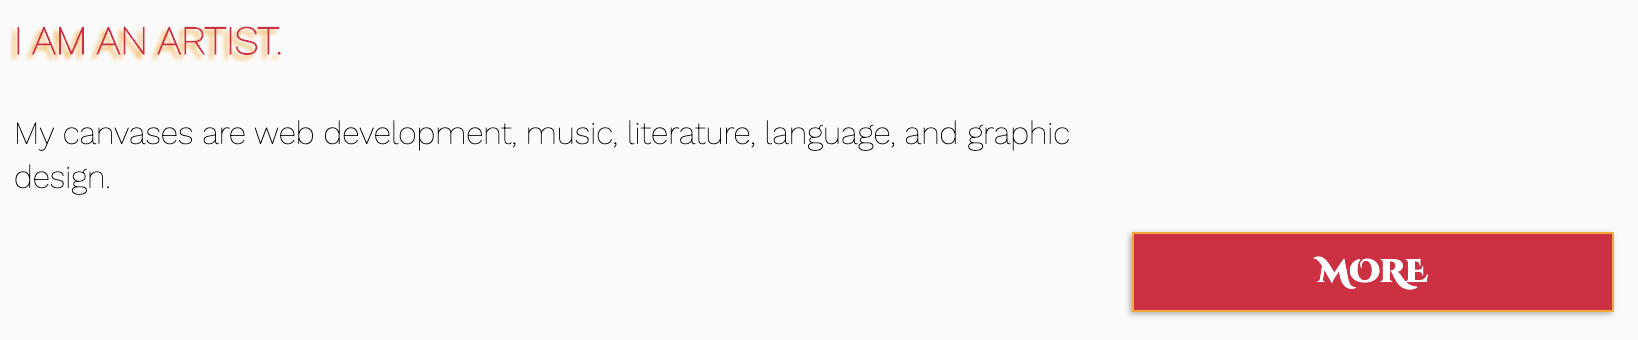 I AM AN ARTIST.
My canvases are web development, music, literature, language, and graphic
design.
MORE